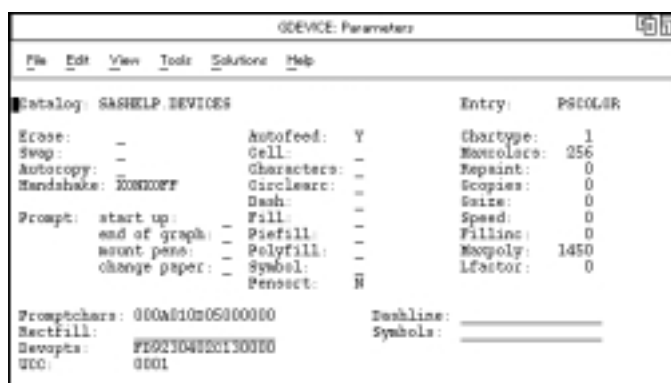 GDEVICE: Parameters
File Edit View Tools Solutions Help
Catalog: SASHELP.DEVICES Entry: PSCOLOR
Erase: _ Autofeed: Y Chartype: 1
Swap: _ Cell: _ Maxcolors: 256
Autocopy: _ Characters: _ Repaint: 0
Handshake: XONXOFF Circlearc: _ Gcopies: 0
Dash: _ Gsize: 0
Prompt: start up: _ Fill: _ Speed: 0
end of graph: _ Piefill: _ Fillinc: 0
mount pens: _ Polyfill: _ Maxpoly: 1450
change paper: _ Symbol: _ Lfactor: 0
Pensort: N
Promptchars: 000A010D05000000 Dashline:
Rectfill: Symbols:
Devopts: FD9230402C130000
UCC: 0001